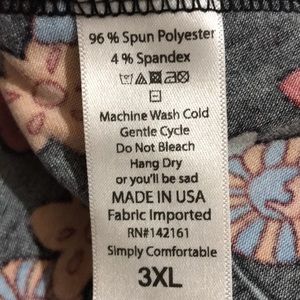 96 % Spun Polyester
4 % Spandex
Machine Wash Cold
Gentle Cycle
Do Not Bleach
Hang Dry
or you'll be sad
MADE IN USA
Fabric Imported
RN#142161
Simply Comfortable
3XL